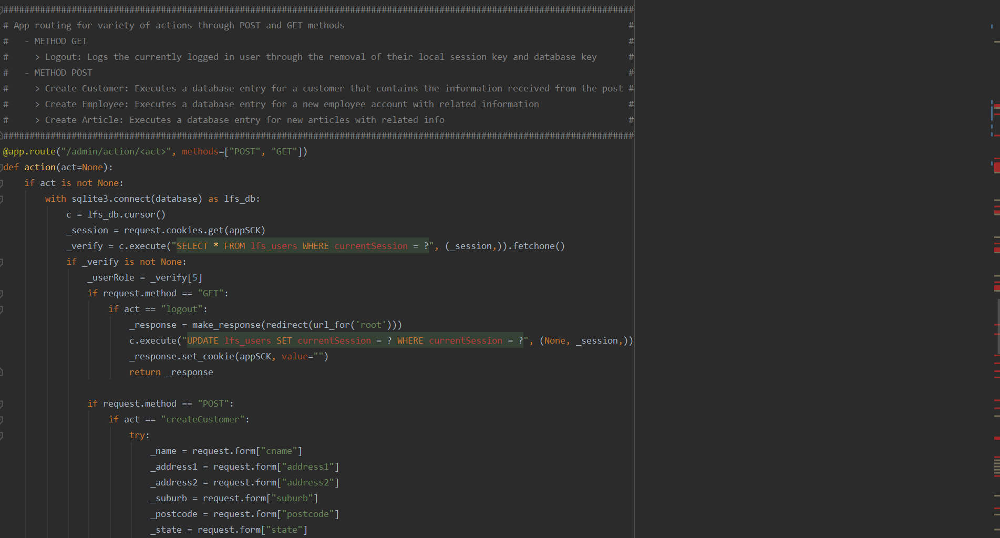 ########################################################################################################################
# App routing for variety of actions through POST and GET methods                                                      #
#   - METHOD GET                                                                                                       #
#     > Logout: Logs the currently logged in user through the removal of their local session key and database key      #
#   - METHOD POST                                                                                                      #
#     > Create Customer: Executes a database entry for a customer that contains the information received from the post #
#     > Create Employee: Executes a database entry for a new employee account with related information                 #
#     > Create Article: Executes a database entry for new articles with related info                                   #
########################################################################################################################
@app.route("/admin/action/<act>", methods=["POST", "GET"])
def action(act=None):
    if act is not None:
        with sqlite3.connect(database) as lfs_db:
            c = lfs_db.cursor()
            _session = request.cookies.get(appSCK)
            _verify = c.execute("SELECT * FROM lfs_users WHERE currentSession = ?", (_session,)).fetchone()
            if _verify is not None:
                _userRole = _verify[5]
                if request.method == "GET":
                    if act == "logout":
                        _response = make_response(redirect(url_for('root')))
                        c.execute("UPDATE lfs_users SET currentSession = ? WHERE currentSession = ?", (None, _session,))
                        _response.set_cookie(appSCK, value="")
                        return _response

                if request.method == "POST":
                    if act == "createCustomer":
                        try:
                            _name = request.form["cname"]
                            _address1 = request.form["address1"]
                            _address2 = request.form["address2"]
                            _suburb = request.form["suburb"]
                            _postcode = request.form["postcode"]
                            _state = request.form["state"]